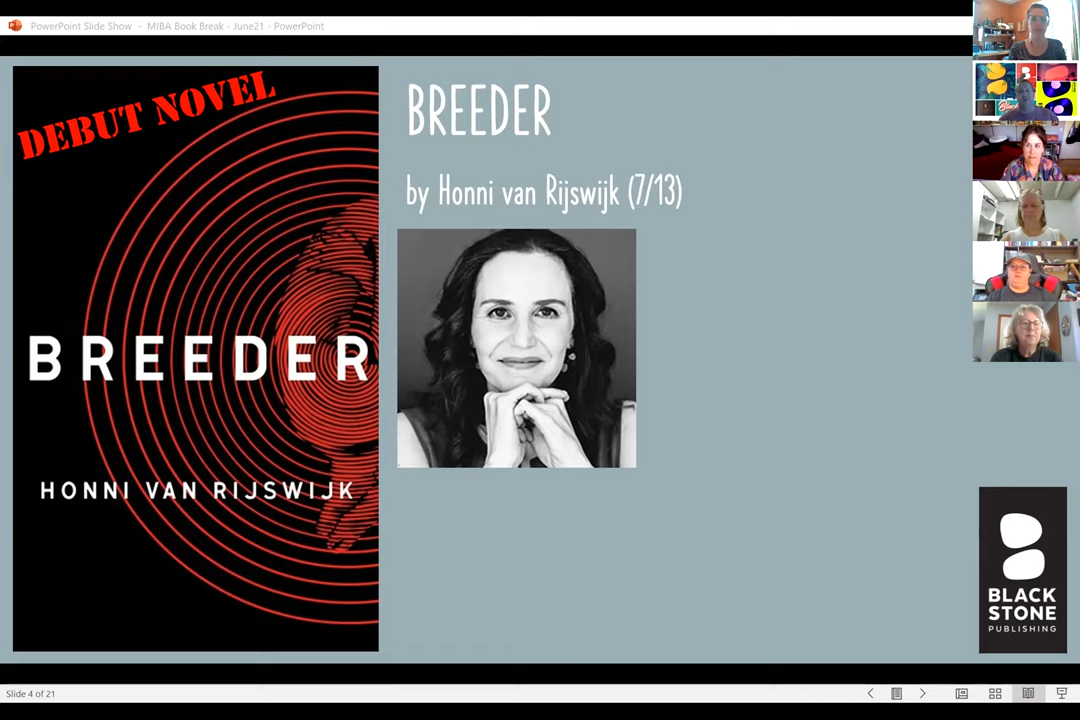 PowerPoint Slide Show - MIBA Book Break - June21 - PowerPoint
DEBUT NOVEL
BREEDER
HONNI VAN RIJSWIJK
BREEDER
by Honni van Rijswijk (7/13)
BLACK
STONE
PUBLISHING
Slide 4 of 21